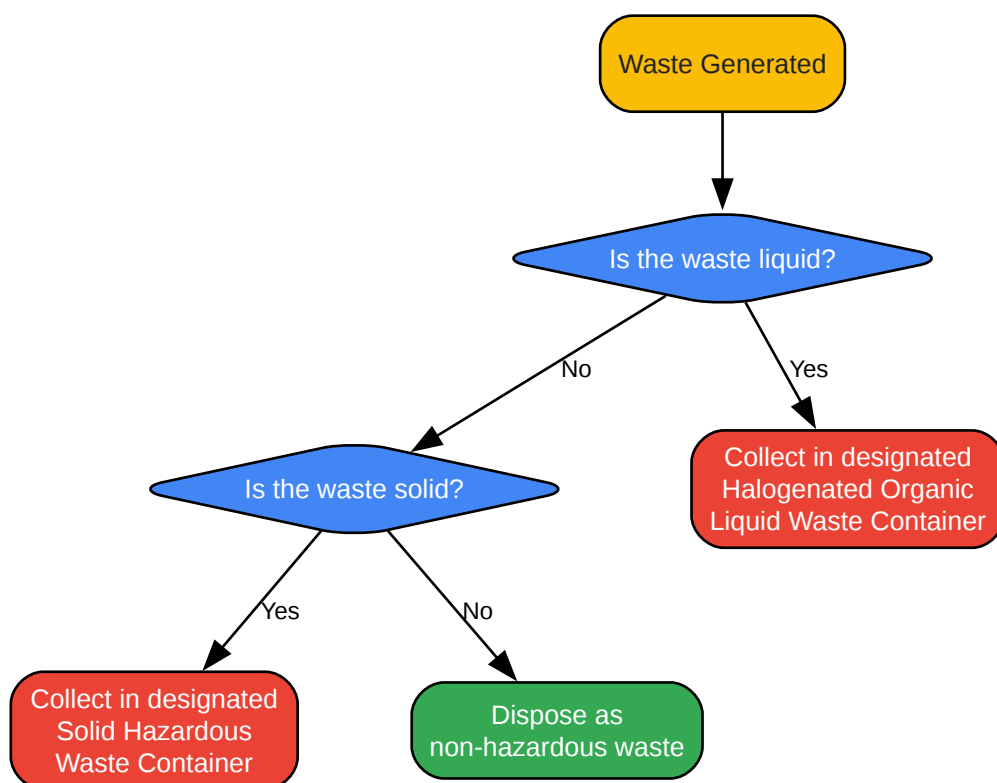 Waste Generated
Is the waste liquid?
No
Yes
Collect in designated
Halogenated Organic
Liquid Waste Container
Is the waste solid?
Yes
No
Collect in designated
Solid Hazardous
Waste Container
Dispose as
non-hazardous waste